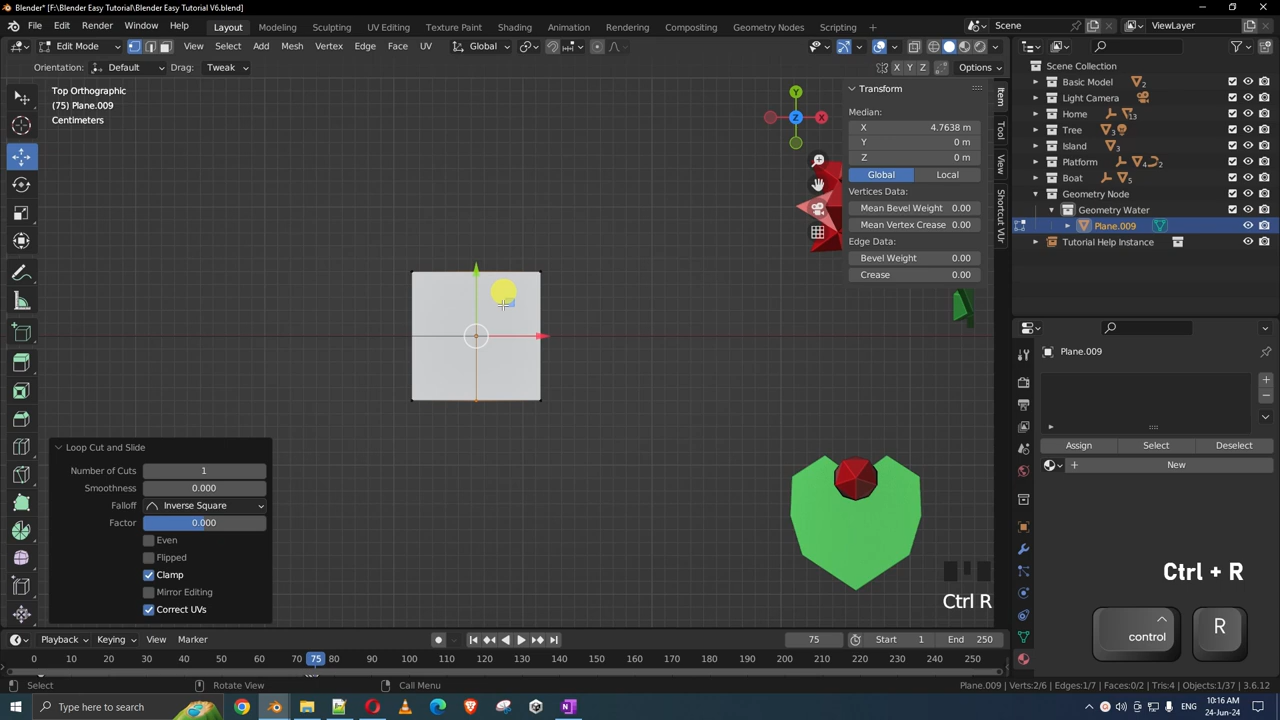 Blender* [F:\Blender Easy Tutorial\Blender Easy Tutorial V6.blend]
File Edit Render Window Help Layout Modeling Sculpting UV Editing Texture Paint Shading Animation Rendering Compositing Geometry Nodes Scripting Scene ViewLayer
Edit Mode View Select Add Mesh Vertex Edge Face UV Global
Orientation: Default Drag: Tweak X Y Z Options
Top Orthographic
(75) Plane.009
Centimeters
Y
Z
X
Transform
Median:
X 4.7638 m
Y 0 m
Z 0 m
Global Local
Vertices Data:
Mean Bevel Weight 0.00
Mean Vertex Crease 0.00
Edge Data:
Bevel Weight 0.00
Crease 0.00
Item
Tool
View
Shortcut VUr
Scene Collection
Basic Model 2
Light Camera
Home 13
Tree 3
Island 3
Platform 4 2
Boat 5
Geometry Node
Geometry Water
Plane.009
Tutorial Help Instance
Plane.009
Assign Select Deselect
New
Loop Cut and Slide
Number of Cuts 1
Smoothness 0.000
Falloff Inverse Square
Factor 0.000
Even
Flipped
Clamp
Mirror Editing
Correct UVs
Ctrl R
Ctrl + R
control
R
Playback Keying View Marker 75 Start 1 End 250
0 10 20 30 40 50 60 70 75 80 90 100 110 120 130 140 150 160 170 180 190 200 210 220 230 240 250
Select Rotate View Call Menu Plane.009 | Verts:2/6 | Edges:1/7 | Faces:0/2 | Tris:4 | Objects:1/37 | 3.6.12
Type here to search
ENG
10:16 AM
24-Jun-24